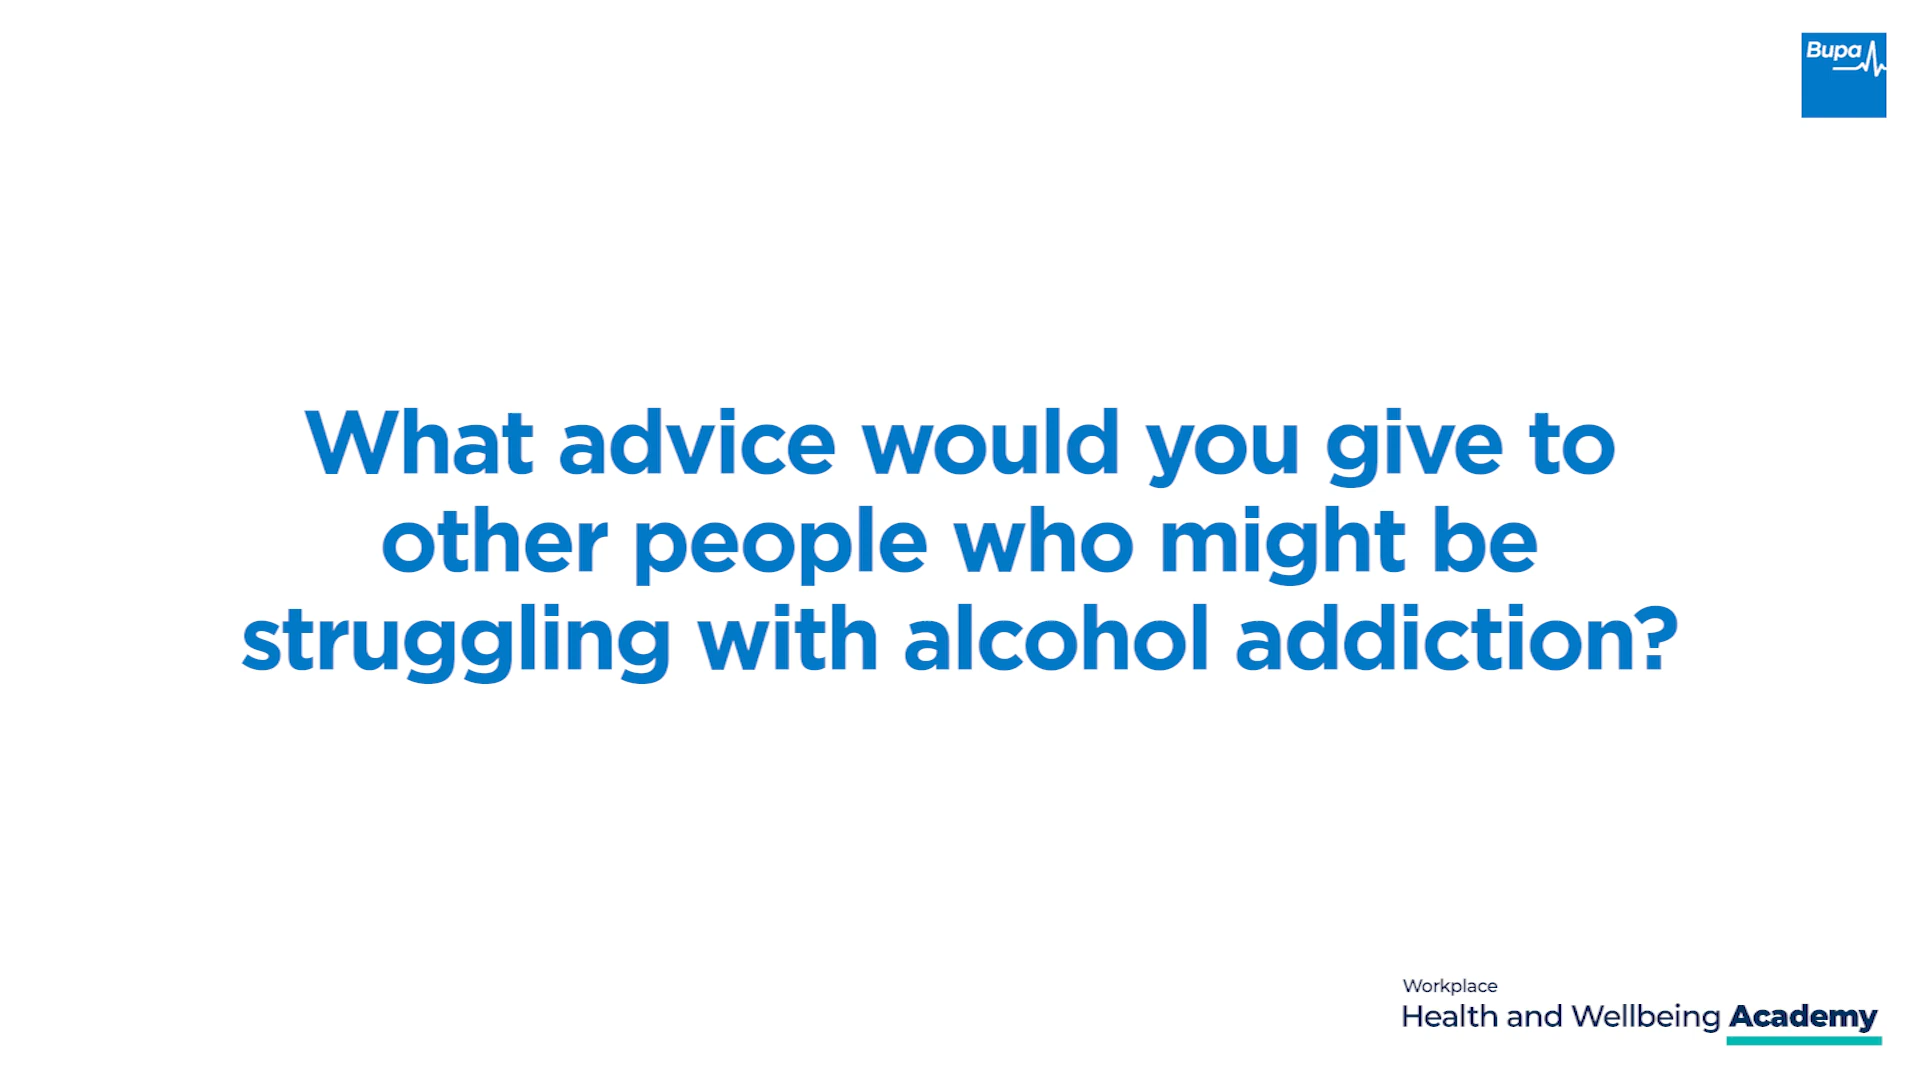 Bupa
What advice would you give to
other people who might be
struggling with alcohol addiction?
Workplace
Health and Wellbeing Academy